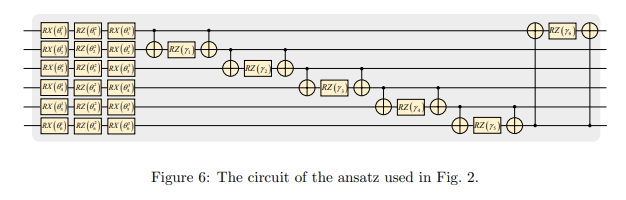 RX(θ₁¹) RZ(θ₁²) RX(θ₁³) RZ(γ₆)
RX(θ₂¹) RZ(θ₂²) RX(θ₂³) RZ(γ₁)
RX(θ₃¹) RZ(θ₃²) RX(θ₃³) RZ(γ₂)
RX(θ₄¹) RZ(θ₄²) RX(θ₄³) RZ(γ₃)
RX(θ₅¹) RZ(θ₅²) RX(θ₅³) RZ(γ₄)
RX(θ₆¹) RZ(θ₆²) RX(θ₆³) RZ(γ₅)
Figure 6: The circuit of the ansatz used in Fig. 2.